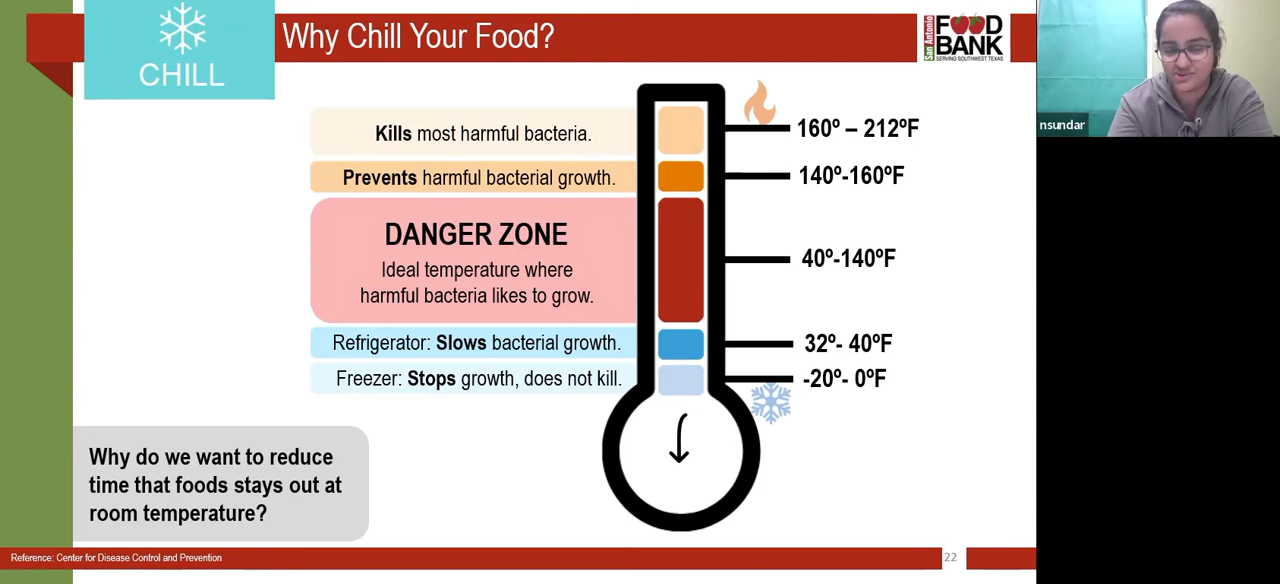 CHILL
Why Chill Your Food?
San Antonio
FOOD
BANK
SERVING SOUTHWEST TEXAS
nsundar
Kills most harmful bacteria.
160º – 212ºF
Prevents harmful bacterial growth.
140º-160ºF
DANGER ZONE
Ideal temperature where
harmful bacteria likes to grow.
40º-140ºF
Refrigerator: Slows bacterial growth.
32º- 40ºF
Freezer: Stops growth, does not kill.
-20º- 0ºF
Why do we want to reduce
time that foods stays out at
room temperature?
Reference: Center for Disease Control and Prevention
22